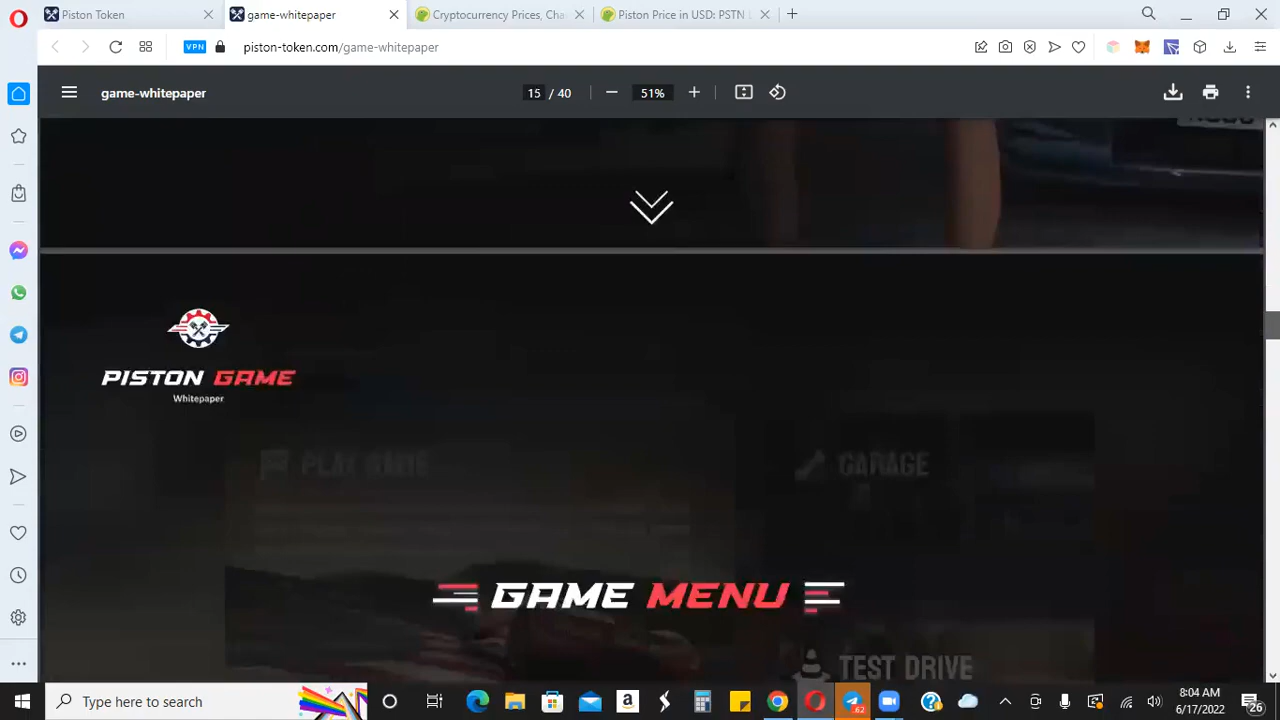 Piston Token
game-whitepaper
Cryptocurrency Prices, Cha
Piston Price in USD: PSTN
VPN
piston-token.com/game-whitepaper
game-whitepaper
15 / 40
51%
PISTON GAME
Whitepaper
PLAY GAME
GARAGE
GAME MENU
TEST DRIVE
Type here to search
62
8:04 AM
6/17/2022
26